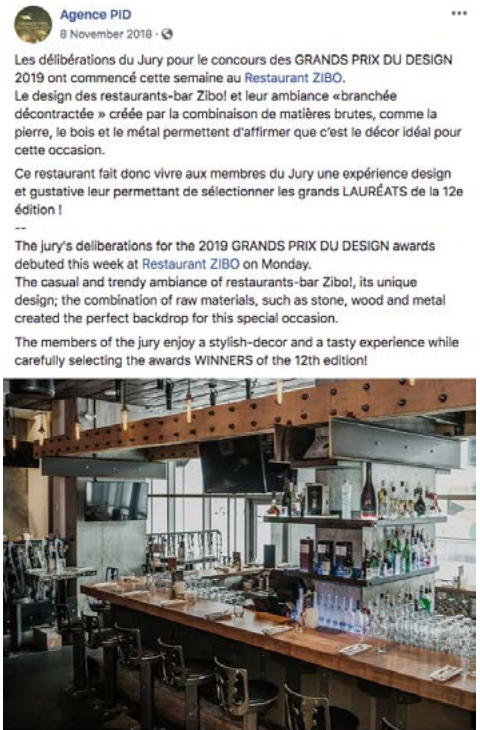 Agence PID
8 November 2018 ·
Les délibérations du Jury pour le concours des GRANDS PRIX DU DESIGN
2019 ont commencé cette semaine au Restaurant ZIBO.
Le design des restaurants-bar Zibo! et leur ambiance «branchée
décontractée » créée par la combinaison de matières brutes, comme la
pierre, le bois et le métal permettent d'affirmer que c'est le décor idéal pour
cette occasion.
Ce restaurant fait donc vivre aux membres du Jury une expérience design
et gustative leur permettant de sélectionner les grands LAURÉATS de la 12e
édition !
--
The jury's deliberations for the 2019 GRANDS PRIX DU DESIGN awards
debuted this week at Restaurant ZIBO on Monday.
The casual and trendy ambiance of restaurants-bar Zibo!, its unique
design; the combination of raw materials, such as stone, wood and metal
created the perfect backdrop for this special occasion.
The members of the jury enjoy a stylish-decor and a tasty experience while
carefully selecting the awards WINNERS of the 12th edition!